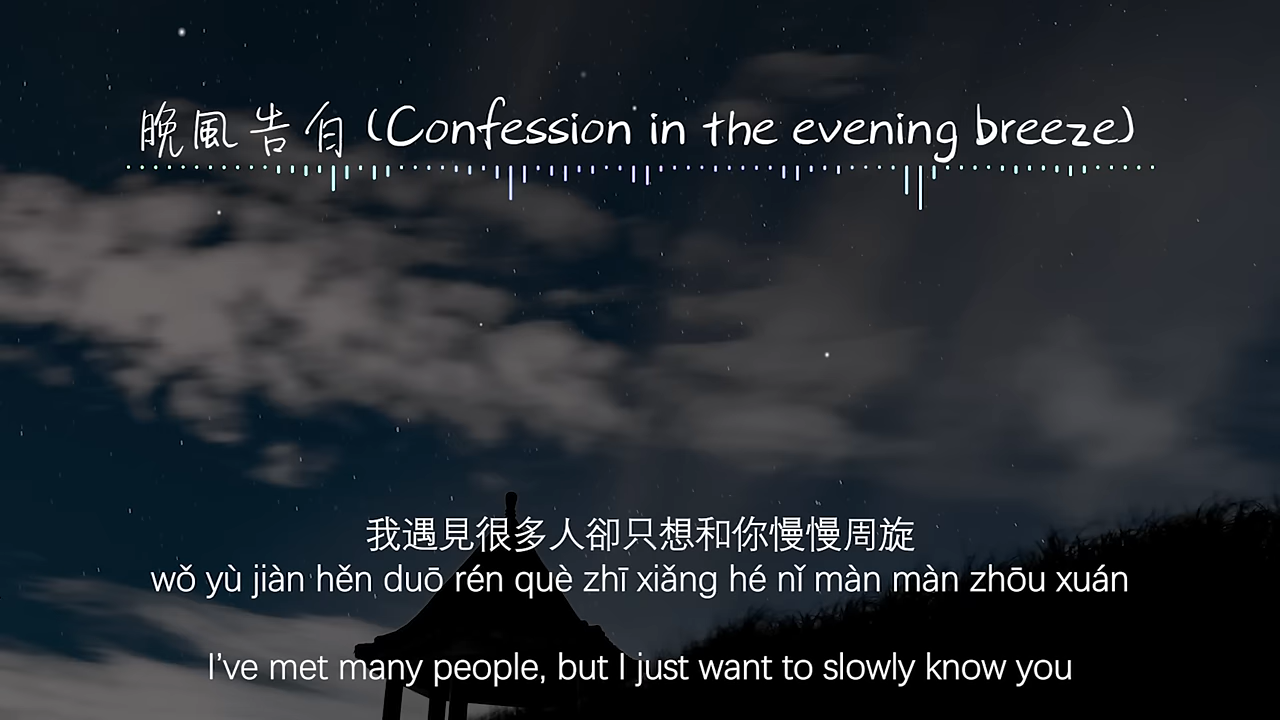 晚風告白 (Confession in the evening breeze)
我遇見很多人卻只想和你慢慢周旋
wǒ yù jiàn hěn duō rén què zhī xiǎng hé nǐ màn màn zhōu xuán
I've met many people, but I just want to slowly know you